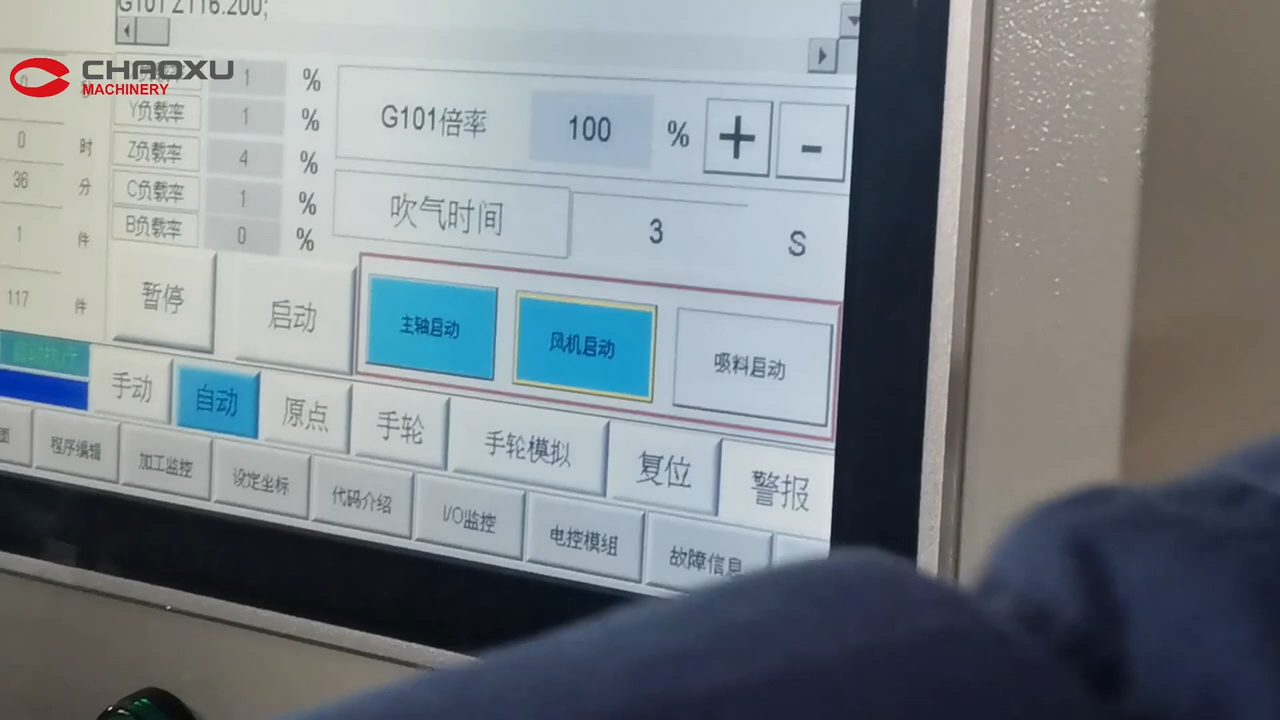 G101 Z116.200;
CHAOXU
MACHINERY
0
1 %
Y负载率 1 %
G101倍率 100 % + -
0 时
Z负载率 4 %
36 分
C负载率 1 %
吹气时间 3 S
1 件
B负载率 0 %
117 件
暂停 启动 主轴启动 风机启动 吸料启动
手动 自动 原点 手轮 手轮模拟 复位 警报
图 程序编辑 加工监控 设定坐标 代码介绍 I/O监控 电控模组 故障信息